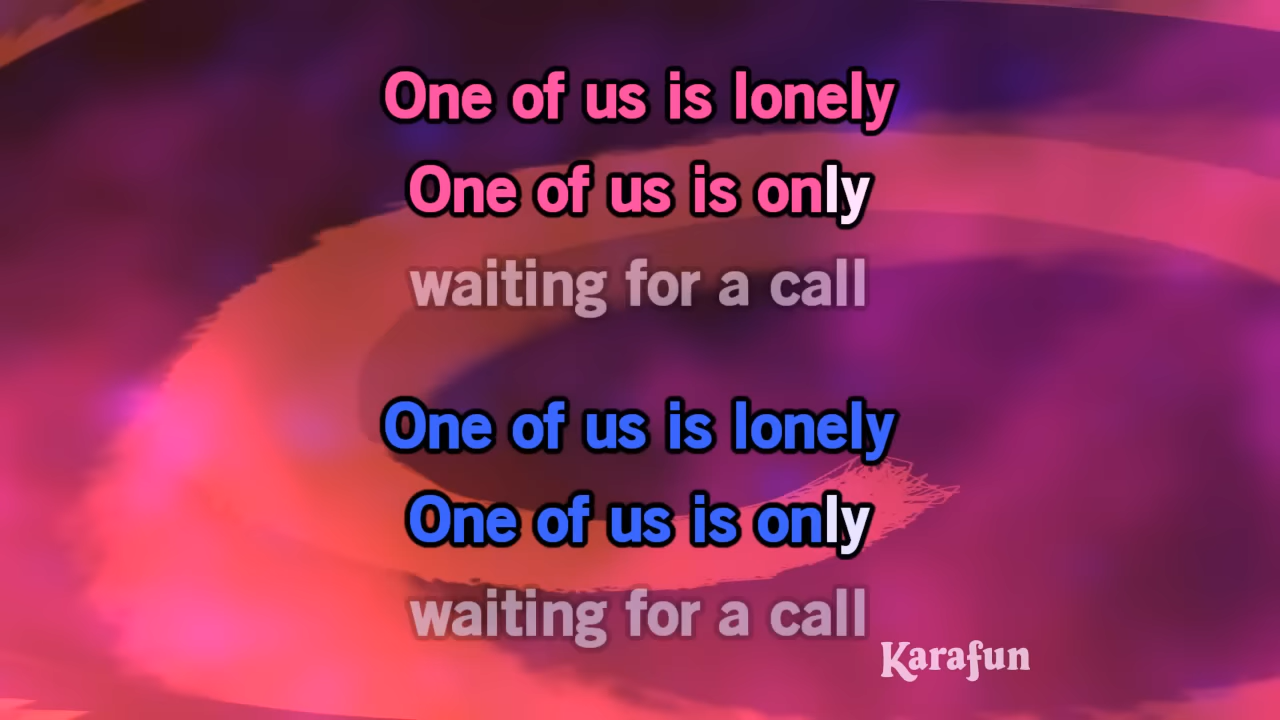 One of us is lonely
One of us is only
waiting for a call
One of us is lonely
One of us is only
waiting for a call
Karafun